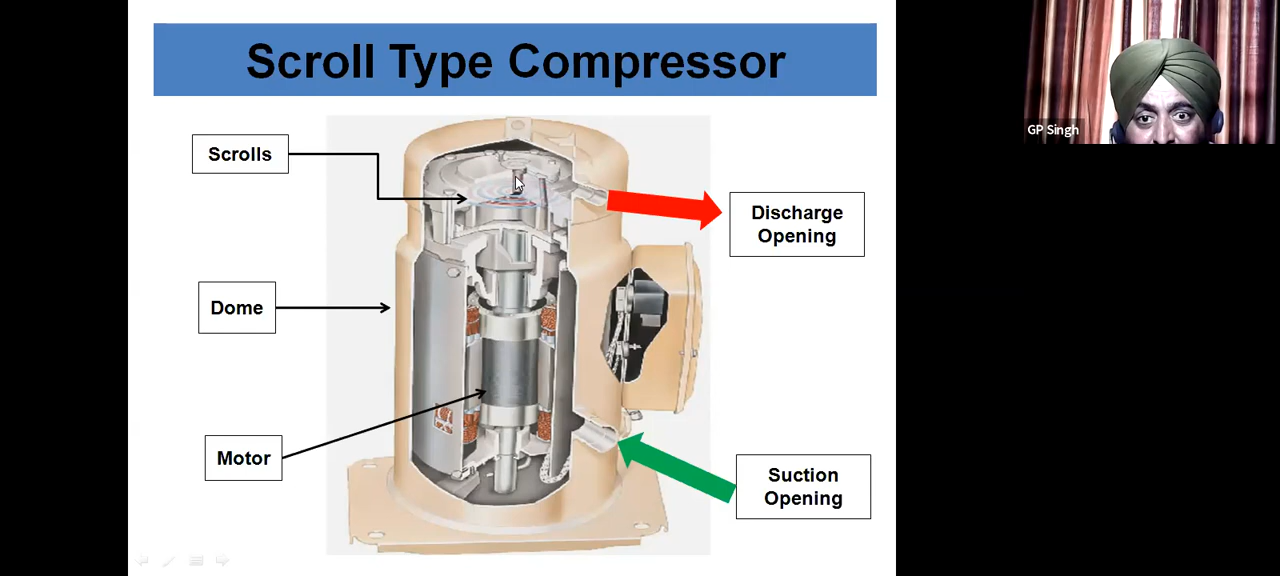 Scroll Type Compressor
GP Singh
Scrolls
Discharge
Opening
Dome
Motor
Suction
Opening